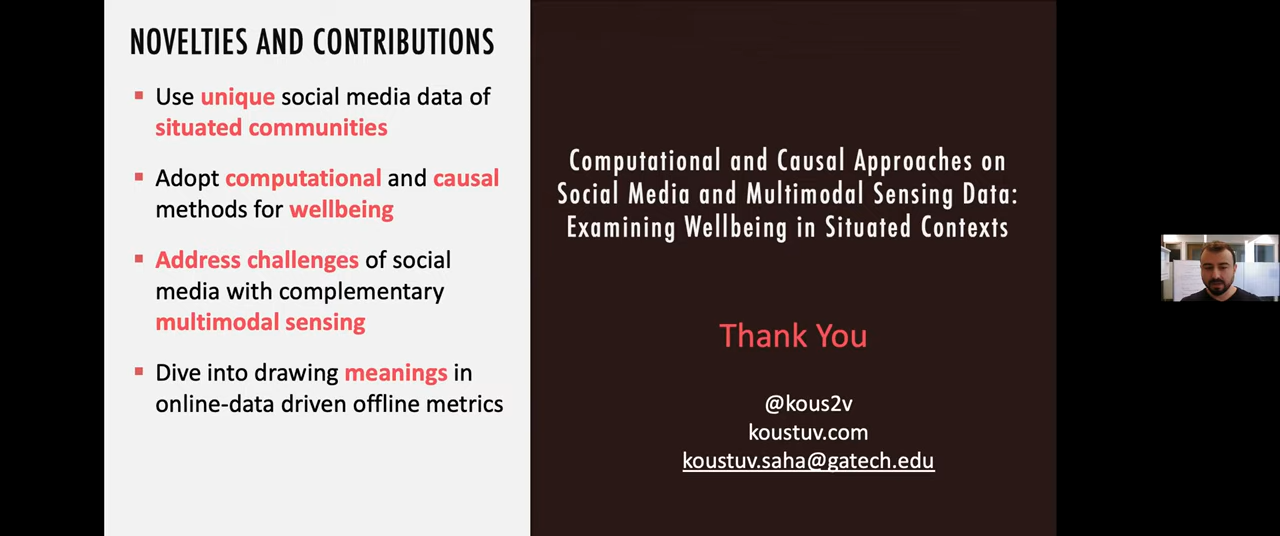 NOVELTIES AND CONTRIBUTIONS
Use unique social media data of
situated communities
Adopt computational and causal
methods for wellbeing
Address challenges of social
media with complementary
multimodal sensing
Dive into drawing meanings in
online-data driven offline metrics
Computational and Causal Approaches on
Social Media and Multimodal Sensing Data:
Examining Wellbeing in Situated Contexts
Thank You
@kous2v
koustuv.com
koustuv.saha@gatech.edu